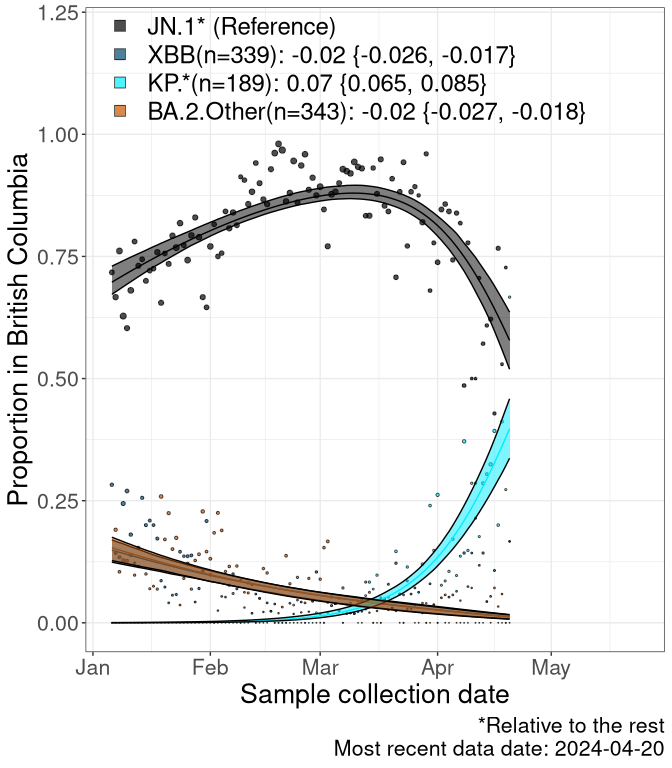 1.25
JN.1* (Reference)
XBB(n=339): -0.02 {-0.026, -0.017}
KP.*(n=189): 0.07 {0.065, 0.085}
BA.2.Other(n=343): -0.02 {-0.027, -0.018}
1.00
0.75
0.50
0.25
0.00
Proportion in British Columbia
Jan Feb Mar Apr May
Sample collection date
*Relative to the rest
Most recent data date: 2024-04-20